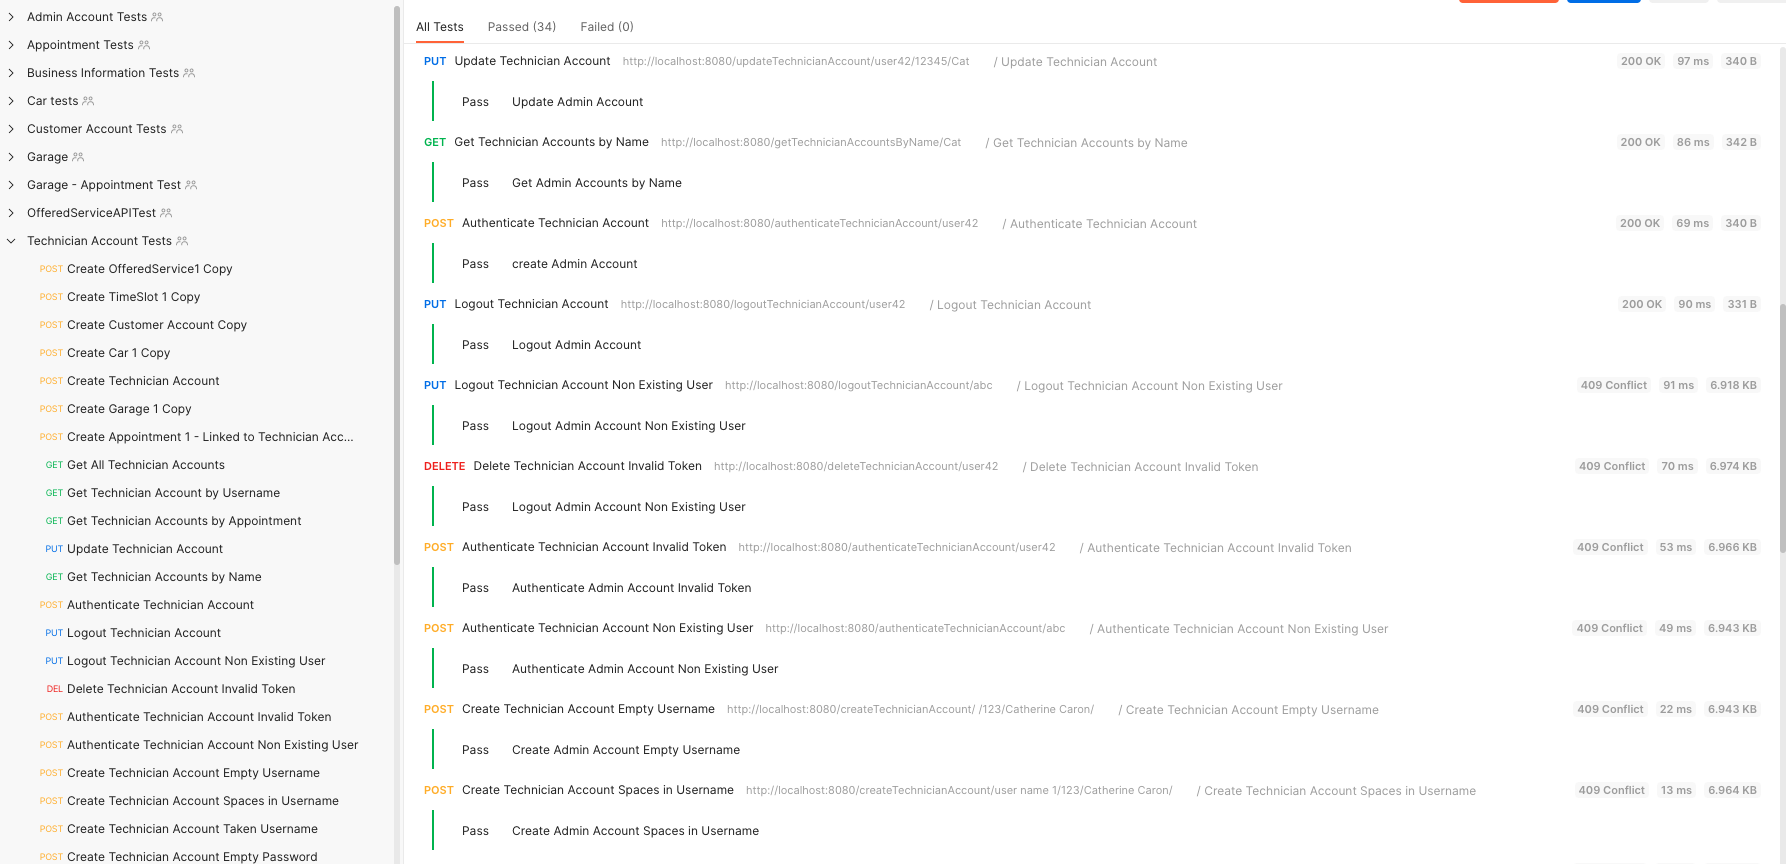 Admin Account Tests
Appointment Tests
Business Information Tests
Car tests
Customer Account Tests
Garage
Garage - Appointment Test
OfferedServiceAPITest
Technician Account Tests
POST Create OfferedService1 Copy
POST Create TimeSlot 1 Copy
POST Create Customer Account Copy
POST Create Car 1 Copy
POST Create Technician Account
POST Create Garage 1 Copy
POST Create Appointment 1 - Linked to Technician Acc...
GET Get All Technician Accounts
GET Get Technician Account by Username
GET Get Technician Accounts by Appointment
PUT Update Technician Account
GET Get Technician Accounts by Name
POST Authenticate Technician Account
PUT Logout Technician Account
PUT Logout Technician Account Non Existing User
DEL Delete Technician Account Invalid Token
POST Authenticate Technician Account Invalid Token
POST Authenticate Technician Account Non Existing User
POST Create Technician Account Empty Username
POST Create Technician Account Spaces in Username
POST Create Technician Account Taken Username
POST Create Technician Account Empty Password
All Tests Passed (34) Failed (0)
PUT Update Technician Account http://localhost:8080/updateTechnicianAccount/user42/12345/Cat / Update Technician Account 200 OK 97 ms 340 B
Pass Update Admin Account
GET Get Technician Accounts by Name http://localhost:8080/getTechnicianAccountsByName/Cat / Get Technician Accounts by Name 200 OK 86 ms 342 B
Pass Get Admin Accounts by Name
POST Authenticate Technician Account http://localhost:8080/authenticateTechnicianAccount/user42 / Authenticate Technician Account 200 OK 69 ms 340 B
Pass create Admin Account
PUT Logout Technician Account http://localhost:8080/logoutTechnicianAccount/user42 / Logout Technician Account 200 OK 90 ms 331 B
Pass Logout Admin Account
PUT Logout Technician Account Non Existing User http://localhost:8080/logoutTechnicianAccount/abc / Logout Technician Account Non Existing User 409 Conflict 91 ms 6.918 KB
Pass Logout Admin Account Non Existing User
DELETE Delete Technician Account Invalid Token http://localhost:8080/deleteTechnicianAccount/user42 / Delete Technician Account Invalid Token 409 Conflict 70 ms 6.974 KB
Pass Logout Admin Account Non Existing User
POST Authenticate Technician Account Invalid Token http://localhost:8080/authenticateTechnicianAccount/user42 / Authenticate Technician Account Invalid Token 409 Conflict 53 ms 6.966 KB
Pass Authenticate Admin Account Invalid Token
POST Authenticate Technician Account Non Existing User http://localhost:8080/authenticateTechnicianAccount/abc / Authenticate Technician Account Non Existing User 409 Conflict 49 ms 6.943 KB
Pass Authenticate Admin Account Non Existing User
POST Create Technician Account Empty Username http://localhost:8080/createTechnicianAccount/ /123/Catherine Caron/ / Create Technician Account Empty Username 409 Conflict 22 ms 6.943 KB
Pass Create Admin Account Empty Username
POST Create Technician Account Spaces in Username http://localhost:8080/createTechnicianAccount/user name 1/123/Catherine Caron/ / Create Technician Account Spaces in Username 409 Conflict 13 ms 6.964 KB
Pass Create Admin Account Spaces in Username